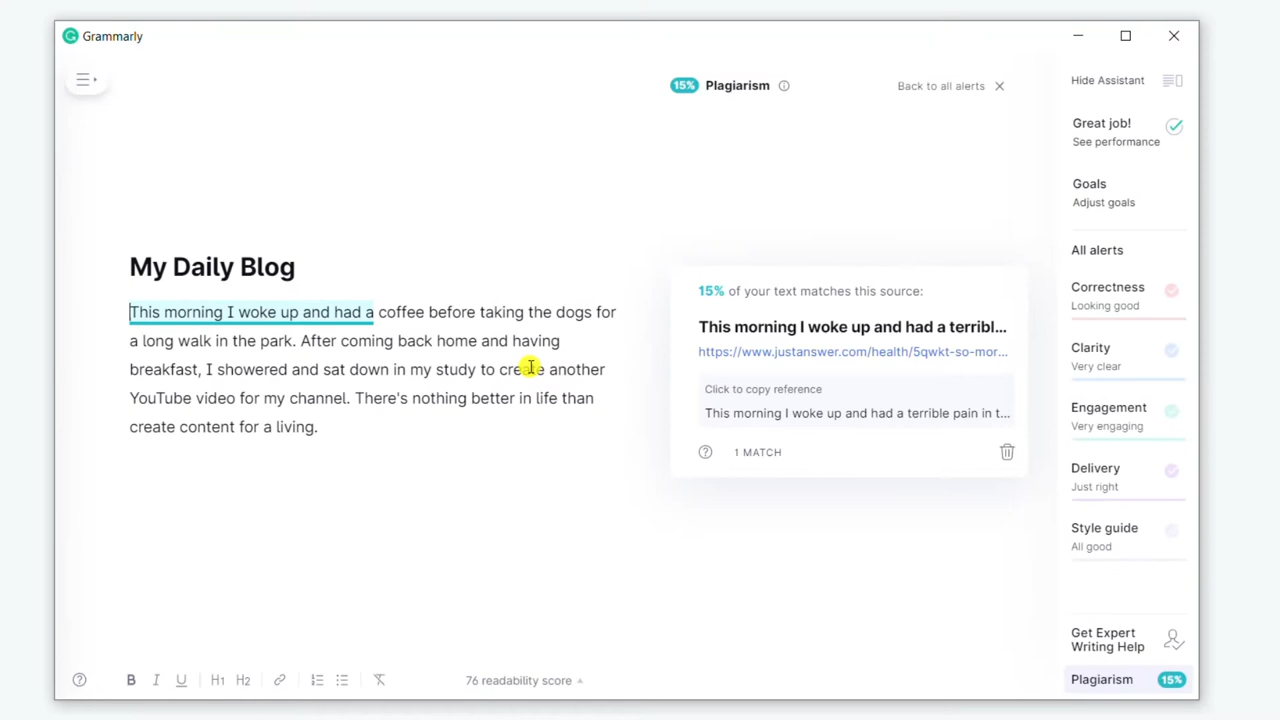 Grammarly
15% Plagiarism
Back to all alerts
Hide Assistant
Great job!
See performance
Goals
Adjust goals
My Daily Blog
This morning I woke up and had a coffee before taking the dogs for
a long walk in the park. After coming back home and having
breakfast, I showered and sat down in my study to create another
YouTube video for my channel. There's nothing better in life than
create content for a living.
15% of your text matches this source:
This morning I woke up and had a terribl...
https://www.justanswer.com/health/5qwkt-so-mor...
Click to copy reference
This morning I woke up and had a terrible pain in t...
1 MATCH
All alerts
Correctness
Looking good
Clarity
Very clear
Engagement
Very engaging
Delivery
Just right
Style guide
All good
Get Expert
Writing Help
Plagiarism 15%
B I U H1 H2
76 readability score